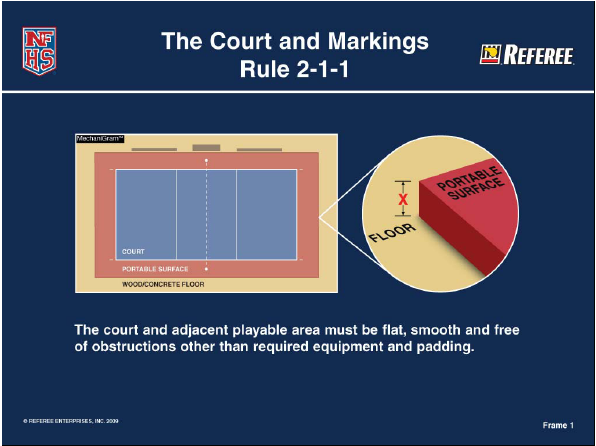 NF
HS
The Court and Markings
Rule 2-1-1
REFEREE
MechaniGram™
COURT
PORTABLE SURFACE
WOOD/CONCRETE FLOOR
PORTABLE
SURFACE
X
FLOOR
The court and adjacent playable area must be flat, smooth and free
of obstructions other than required equipment and padding.
© REFEREE ENTERPRISES, INC. 2009
Frame 1